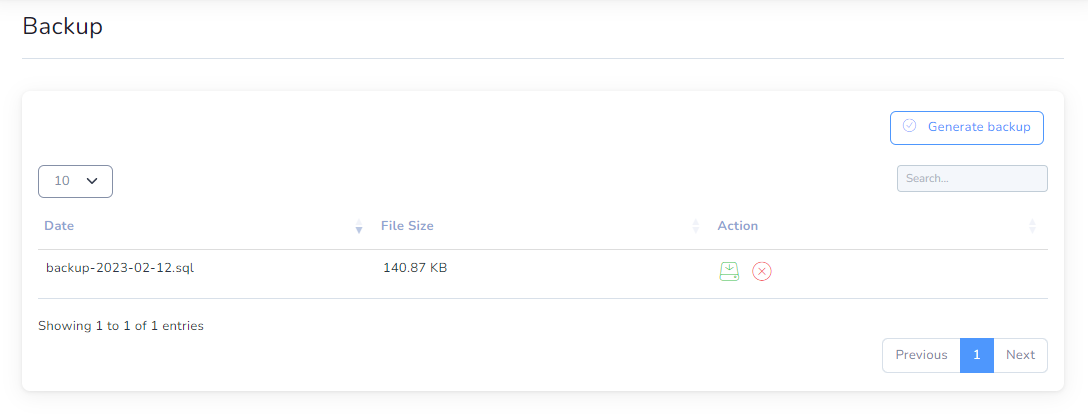 Backup
Generate backup
10
Search...
Date File Size Action
backup-2023-02-12.sql 140.87 KB
Showing 1 to 1 of 1 entries
Previous 1 Next